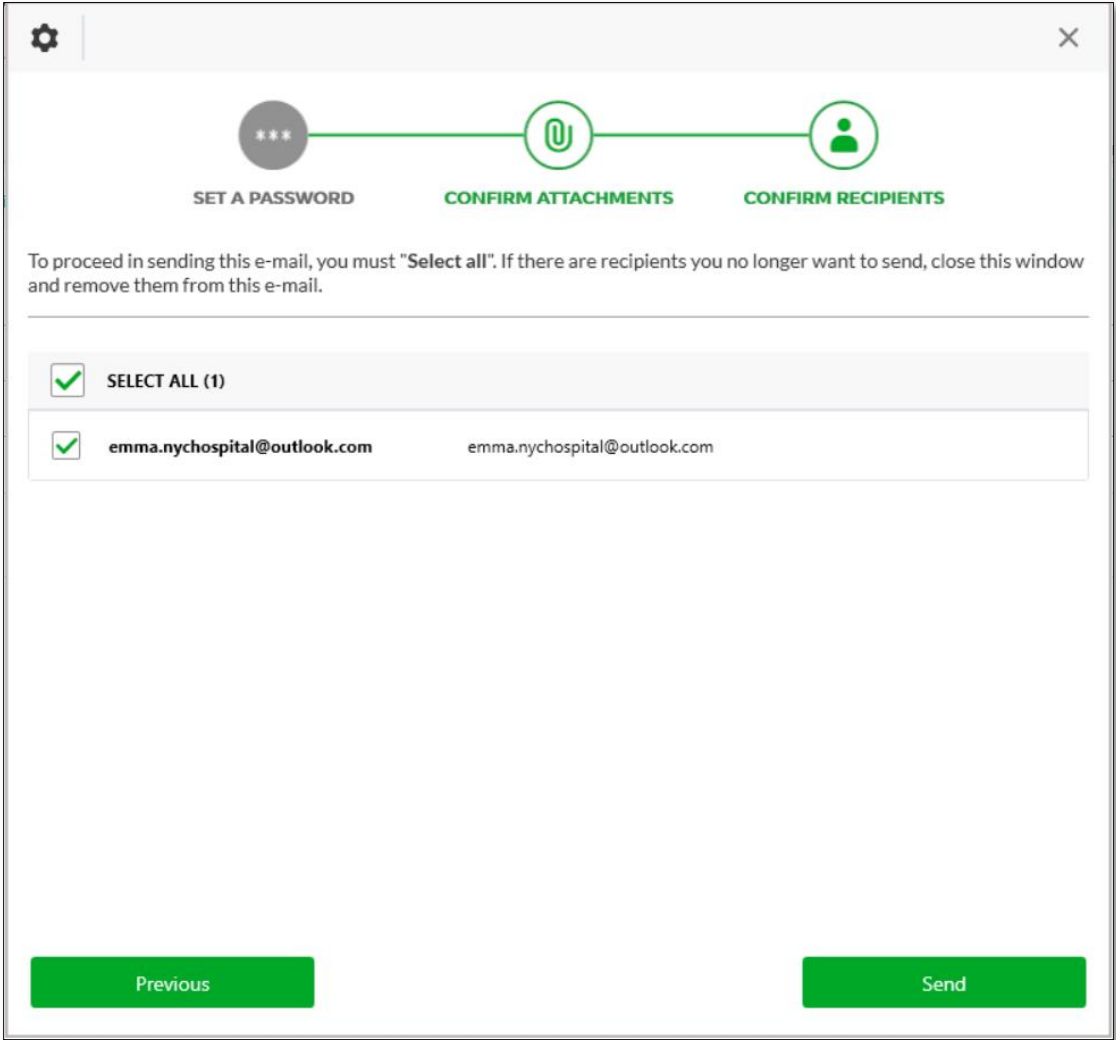 ***
SET A PASSWORD
CONFIRM ATTACHMENTS
CONFIRM RECIPIENTS
To proceed in sending this e-mail, you must "Select all". If there are recipients you no longer want to send, close this window
and remove them from this e-mail.
SELECT ALL (1)
emma.nychospital@outlook.com emma.nychospital@outlook.com
Previous
Send